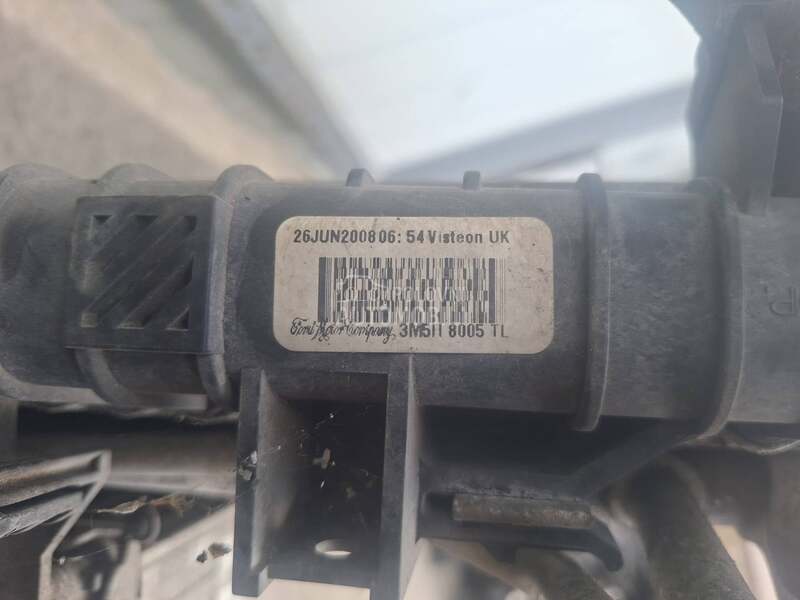 26JUN2008 06:54 Visteon UK
Ford Motor Company 3M5H 8005 TL